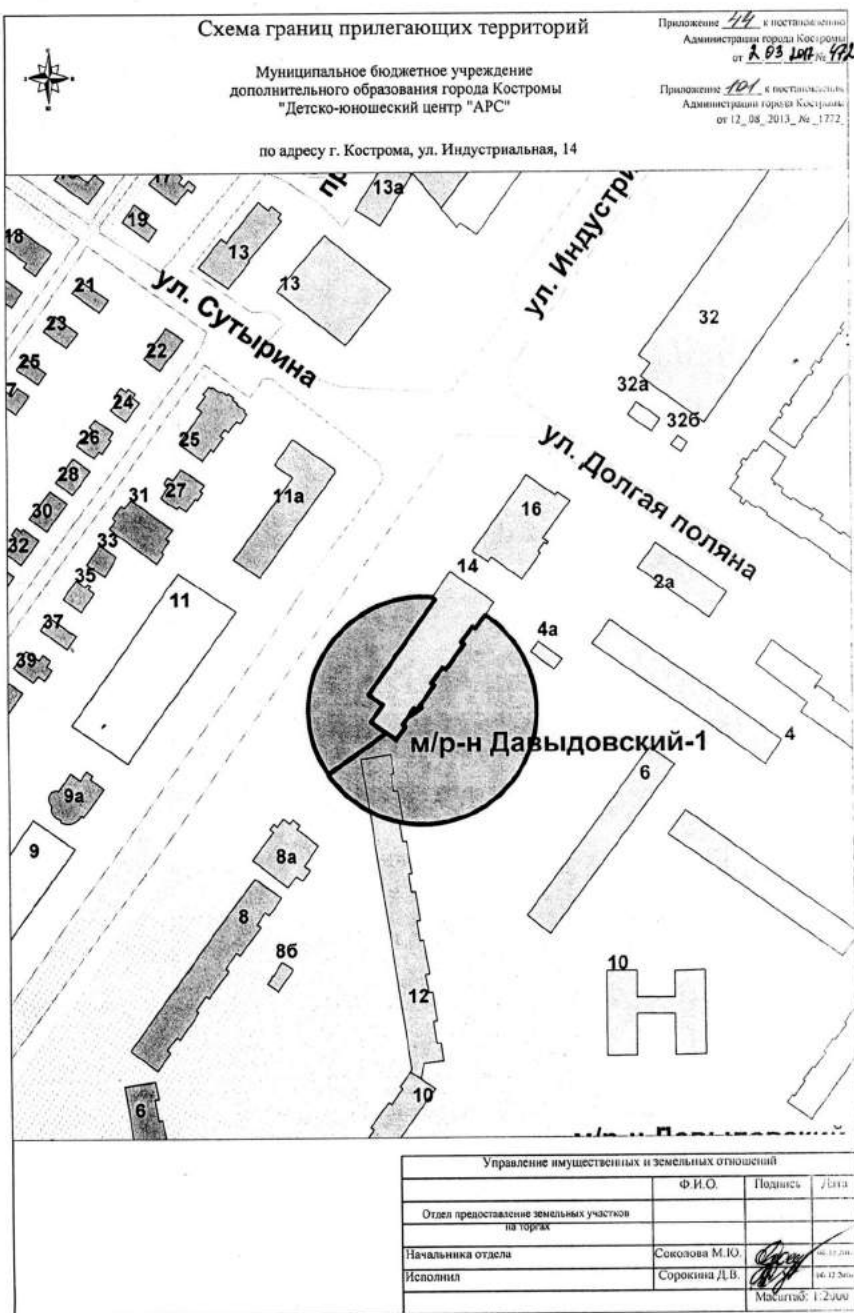 Схема границ прилегающих территорий
Муниципальное бюджетное учреждение
дополнительного образования города Костромы
"Детско-юношеский центр "АРС"
по адресу г. Кострома, ул. Индустриальная, 14
Приложение 44 к постановлению
Администрации города Костромы
от 2 03 2017 № 472
Приложение 101 к постановлению
Администрации города Костромы
от 12_08_2013_ № _1772_
13а
ул. Индустри
19
13
13
18
ул. Сутырина
21
32
23
22
25
32а
32б
24
25
ул. Долгая поляна
26
28
27
11а
31
16
30
32
33
14
2а
35
11
37
4а
39
м/р-н Давыдовский-1
4
6
9а
9
8а
8
8б
10
12
6
10
Управление имущественных и земельных отношений
Ф.И.О. Подпись Дата
Отдел предоставление земельных участков
на торгах
Начальника отдела Соколова М.Ю.
Исполнил Сорокина Д.В.
Масштаб: 1:2000